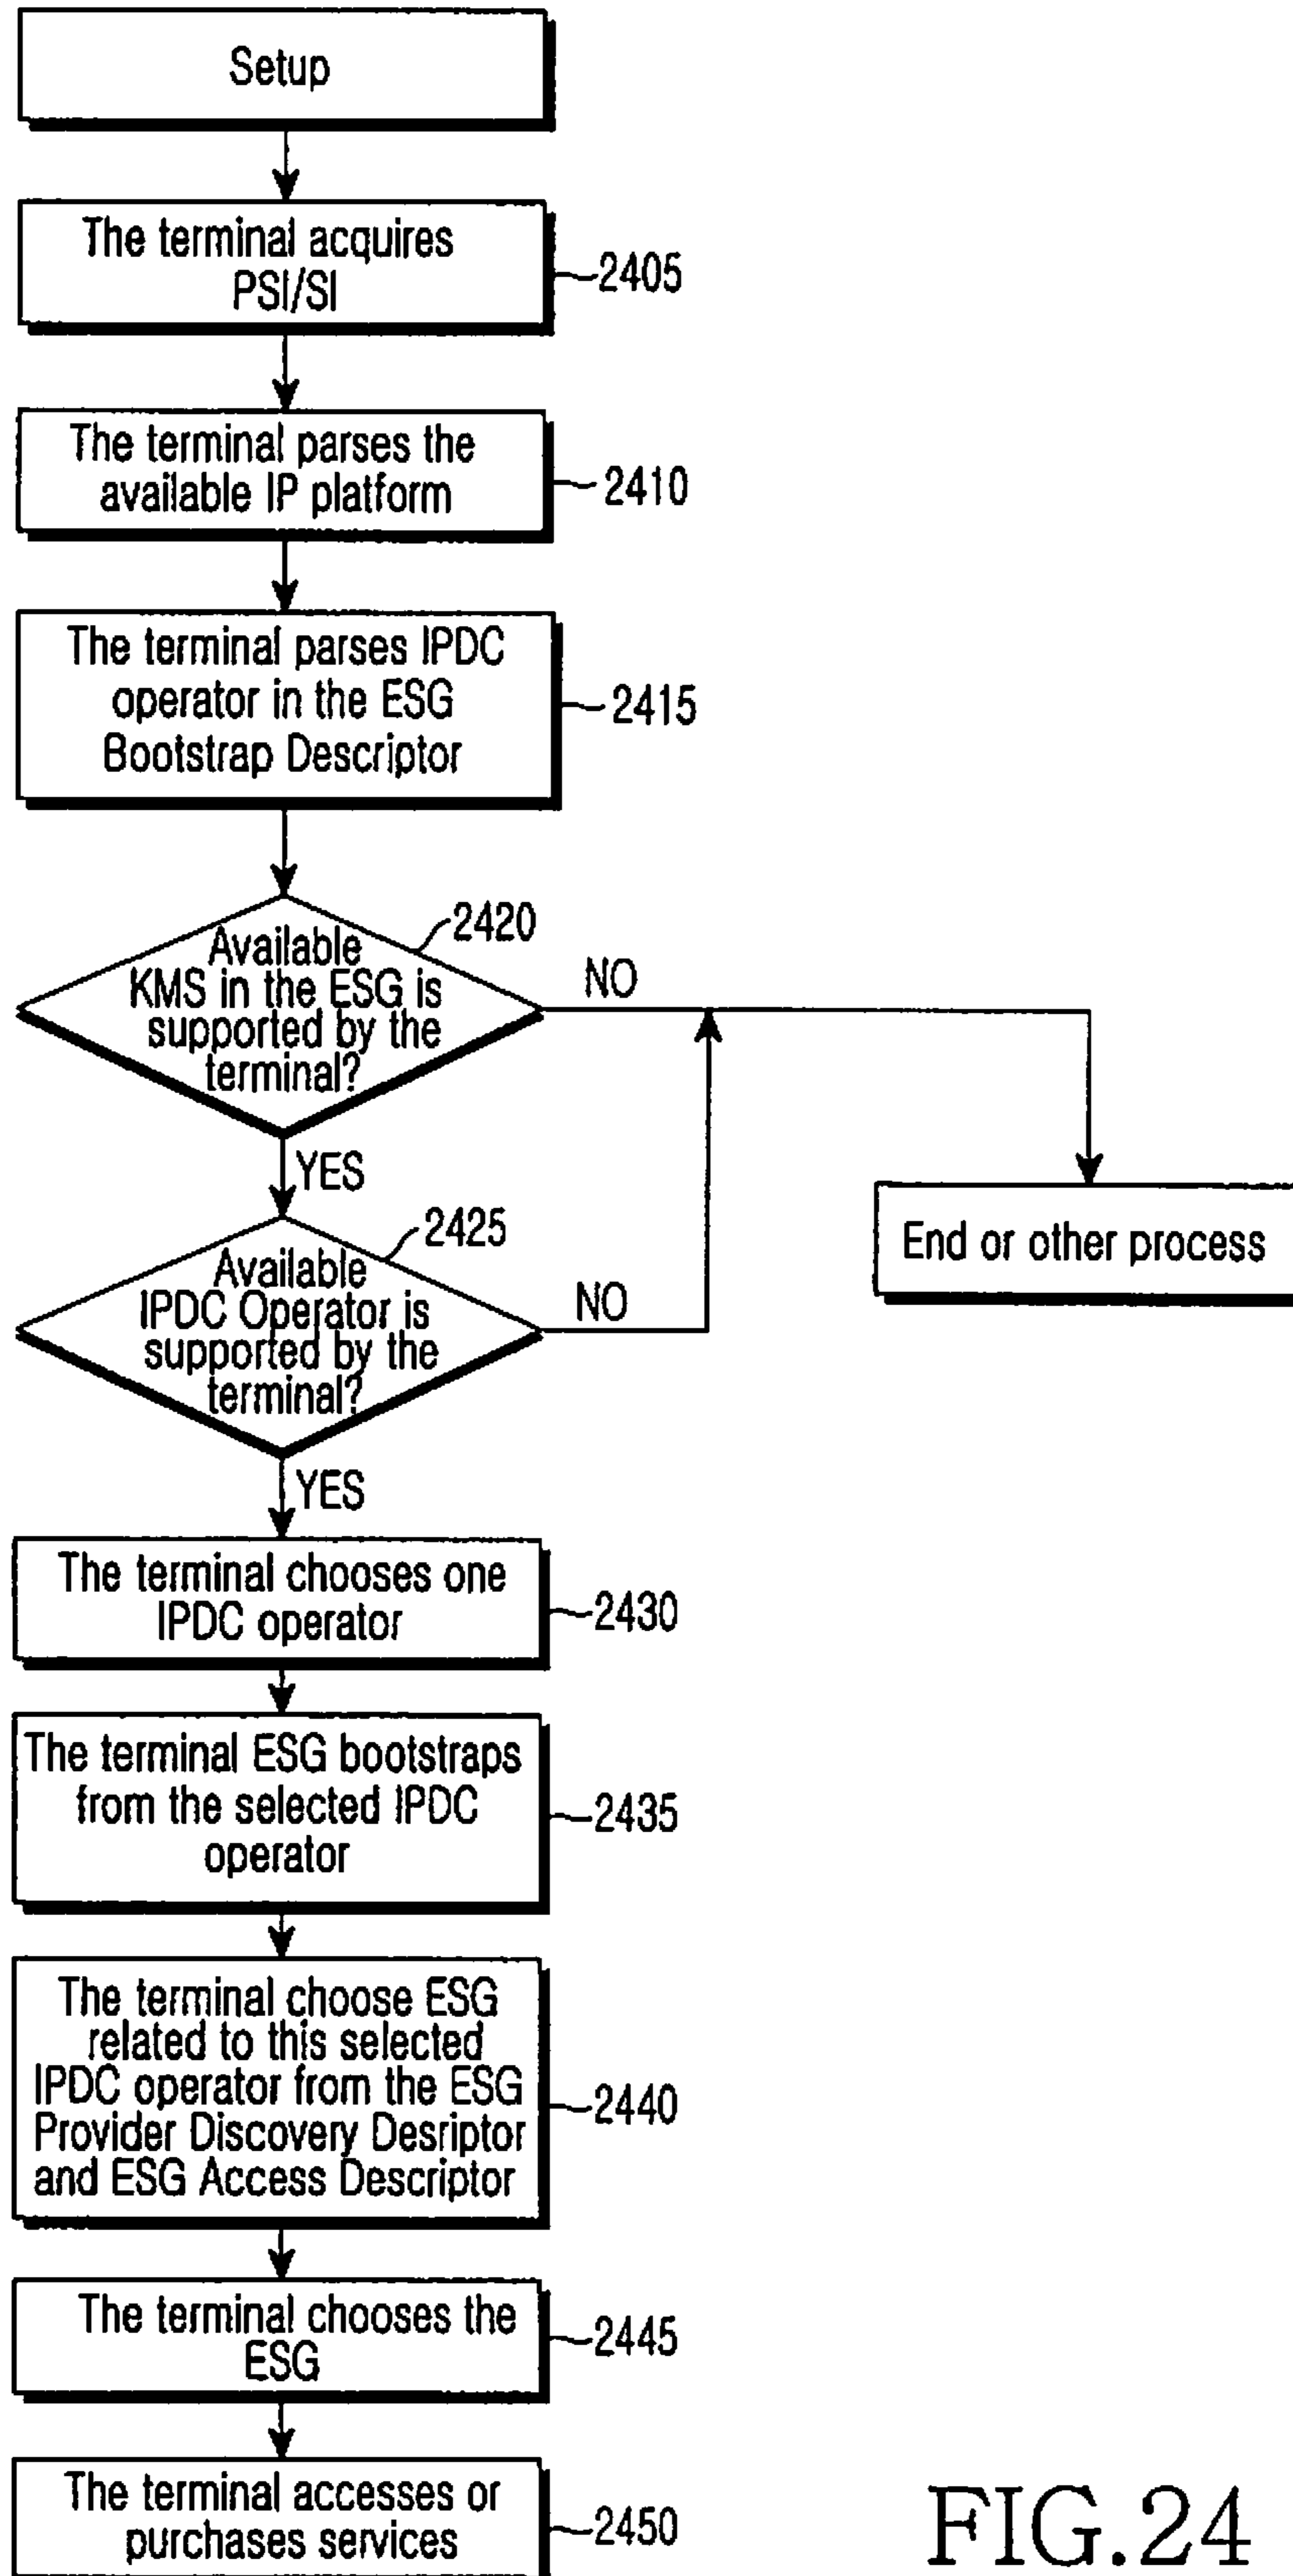 Setup
The terminal acquires
PSI/SI
2405
The terminal parses the
available IP platform
2410
The terminal parses IPDC
operator in the ESG
Bootstrap Descriptor
2415
2420
Available
KMS in the ESG is
supported by the
terminal?
NO
YES
2425
Available
IPDC Operator is
supported by the
terminal?
NO
End or other process
YES
The terminal chooses one
IPDC operator
2430
The terminal ESG bootstraps
from the selected IPDC
operator
2435
The terminal choose ESG
related to this selected
IPDC operator from the ESG
Provider Discovery Desriptor
and ESG Access Descriptor
2440
The terminal chooses the
ESG
2445
The terminal accesses or
purchases services
2450
FIG.24